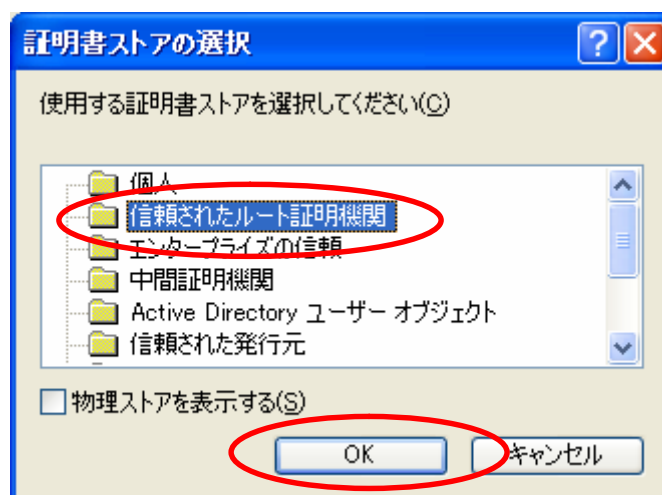 証明書ストアの選択
使用する証明書ストアを選択してください(C)
個人
信頼されたルート証明機関
エンタープライズの信頼
中間証明機関
Active Directory ユーザー オブジェクト
信頼された発行元
物理ストアを表示する(S)
OK
キャンセル